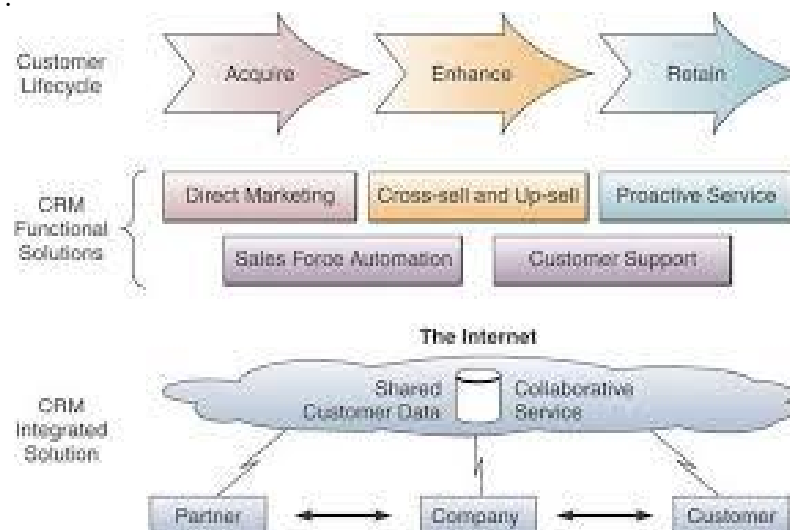 Customer
Lifecycle
Acquire
Enhance
Retain
CRM
Functional
Solutions
Direct Marketing
Cross-sell and Up-sell
Proactive Service
Sales Force Automation
Customer Support
The Internet
CRM
Integrated
Solution
Shared
Customer Data
Collaborative
Service
Partner
Company
Customer